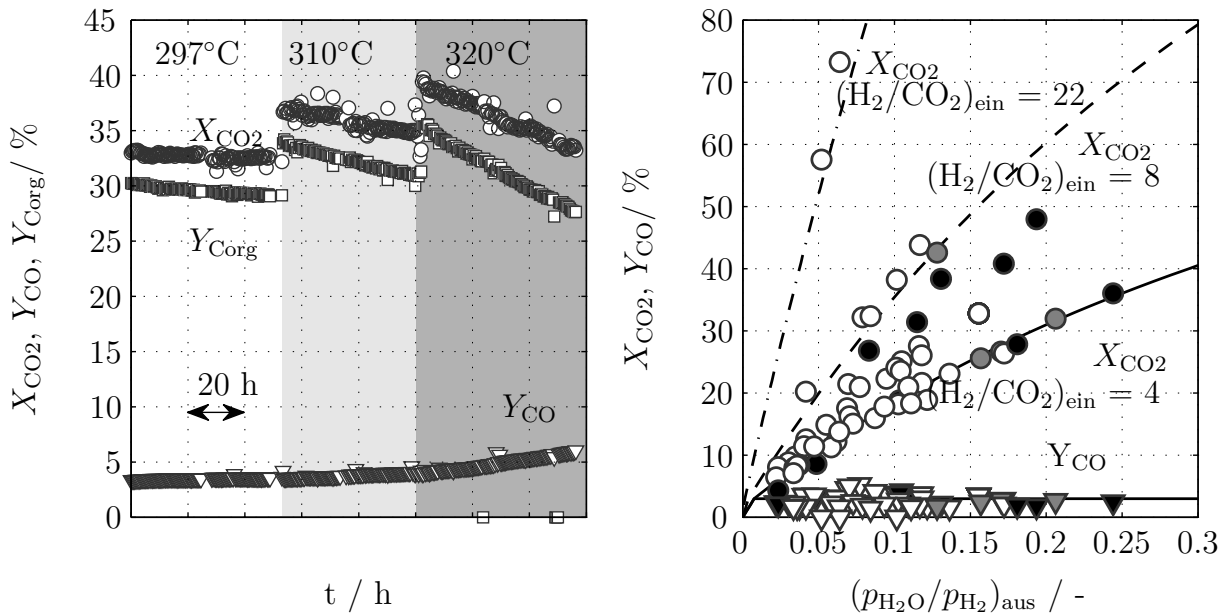 45
40
35
30
25
20
15
10
5
0
X_CO2, Y_CO, Y_Corg/ %
297°C
310°C
320°C
X_CO2
Y_Corg
20 h
Y_CO
t / h
80
70
60
50
40
30
20
10
0
X_CO2, Y_CO/ %
X_CO2
(H_2/CO_2)_ein = 22
X_CO2
(H_2/CO_2)_ein = 8
X_CO2
(H_2/CO_2)_ein = 4
Y_CO
0 0.05 0.1 0.15 0.2 0.25 0.3
(p_H_2O/p_H_2)_aus / -